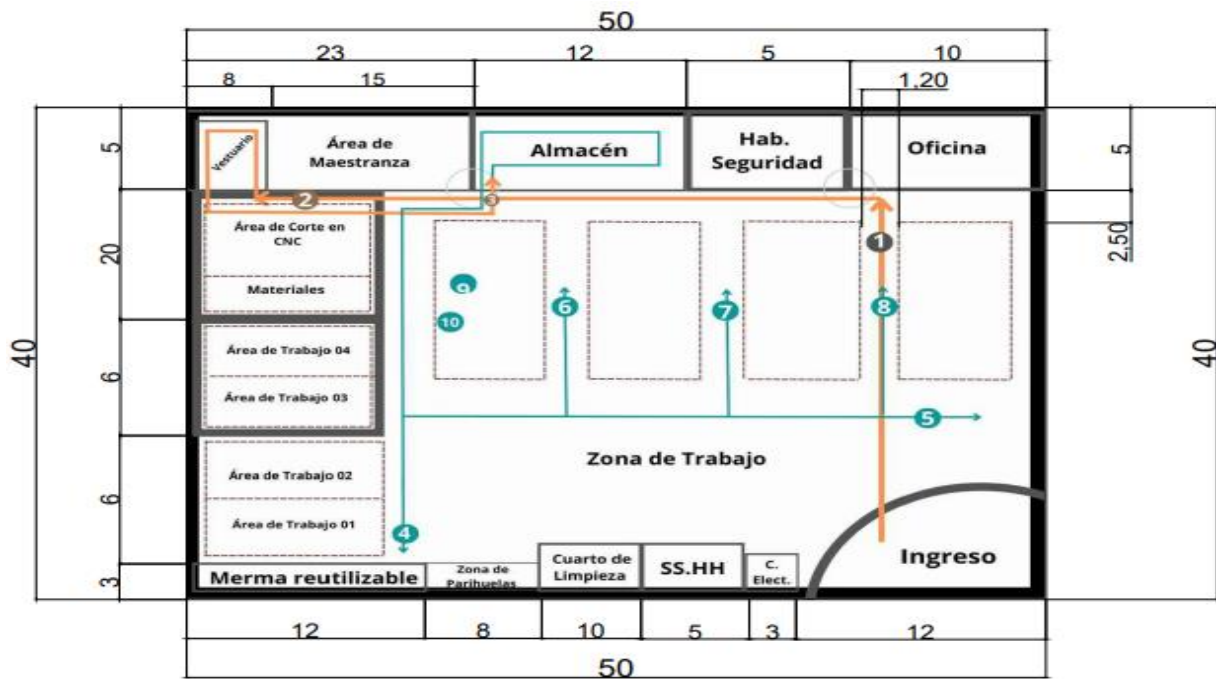 50
23 12 5 10
8 15 1,20
Vestuario
Área de
Maestranza
Almacén
Hab.
Seguridad
Oficina
5
5
2
3
1
2,50
Área de Corte en
CNC
Materiales
20
9
6
7
8
10
40
40
Área de Trabajo 04
6
Área de Trabajo 03
5
Zona de Trabajo
Área de Trabajo 02
6
Área de Trabajo 01
4
Ingreso
3
Merma reutilizable
Zona de
Parihuelas
Cuarto de
Limpieza
SS.HH
C.
Elect.
12 8 10 5 3 12
50